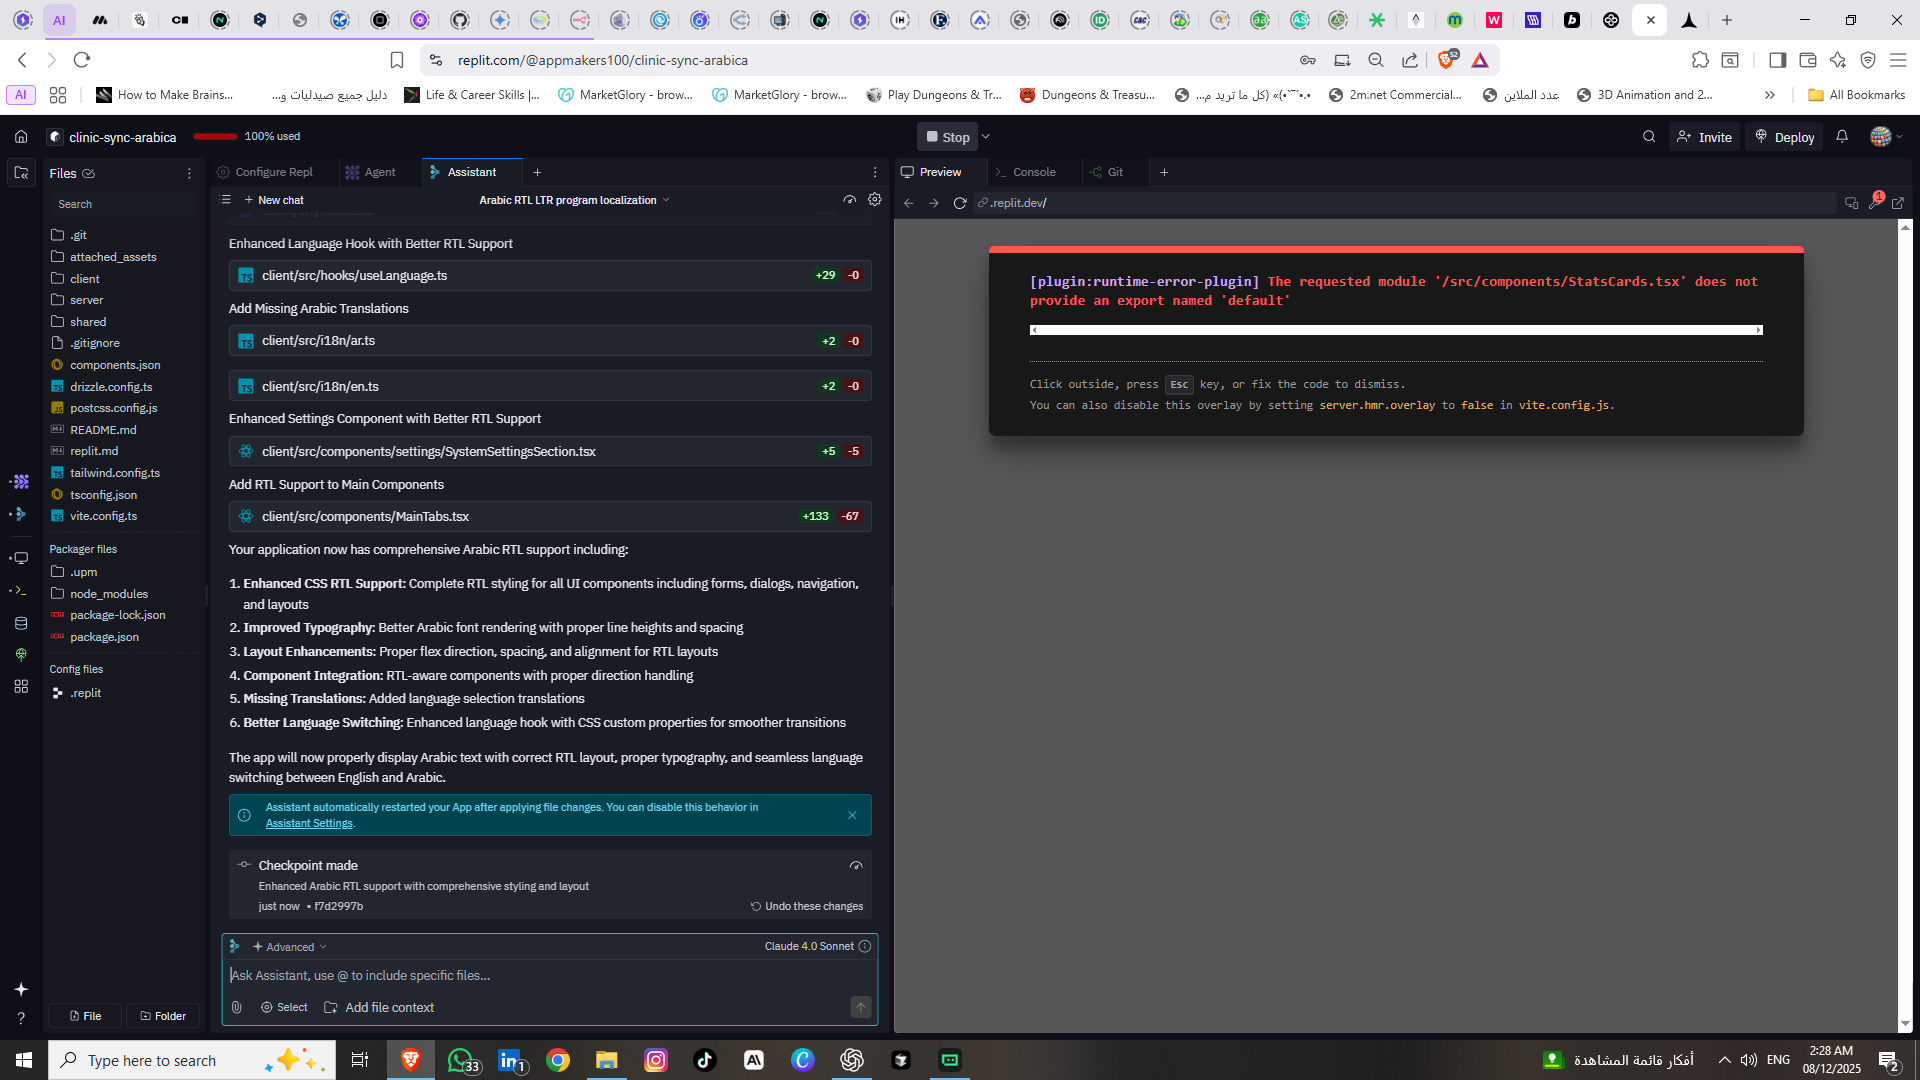 replit.com/@appmakers100/clinic-sync-arabica
AI
How to Make Brains...
دليل جميع صيدليات و...
Life & Career Skills |...
MarketGlory - brow...
MarketGlory - brow...
Play Dungeons & Tr...
Dungeons & Treasu...
2m.net Commercial...
عدد الملاين
3D Animation and 2...
All Bookmarks
clinic-sync-arabica
100% used
Stop
Invite
Deploy
Files
Search
.git
attached_assets
client
server
shared
.gitignore
components.json
drizzle.config.ts
postcss.config.js
README.md
replit.md
tailwind.config.ts
tsconfig.json
vite.config.ts
Packager files
.upm
node_modules
package-lock.json
package.json
Config files
.replit
File
Folder
Configure Repl
Agent
Assistant
New chat
Arabic RTL LTR program localization
Enhanced Language Hook with Better RTL Support
client/src/hooks/useLanguage.ts +29 -0
Add Missing Arabic Translations
client/src/i18n/ar.ts +2 -0
client/src/i18n/en.ts +2 -0
Enhanced Settings Component with Better RTL Support
client/src/components/settings/SystemSettingsSection.tsx +5 -5
Add RTL Support to Main Components
client/src/components/MainTabs.tsx +133 -67
Your application now has comprehensive Arabic RTL support including:
1. Enhanced CSS RTL Support: Complete RTL styling for all UI components including forms, dialogs, navigation,
and layouts
2. Improved Typography: Better Arabic font rendering with proper line heights and spacing
3. Layout Enhancements: Proper flex direction, spacing, and alignment for RTL layouts
4. Component Integration: RTL-aware components with proper direction handling
5. Missing Translations: Added language selection translations
6. Better Language Switching: Enhanced language hook with CSS custom properties for smoother transitions
The app will now properly display Arabic text with correct RTL layout, proper typography, and seamless language
switching between English and Arabic.
Assistant automatically restarted your App after applying file changes. You can disable this behavior in
Assistant Settings.
Checkpoint made
Enhanced Arabic RTL support with comprehensive styling and layout
just now • f7d2997b
Undo these changes
Advanced
Claude 4.0 Sonnet
Ask Assistant, use @ to include specific files...
Select
Add file context
Preview
Console
Git
.replit.dev/
1
[plugin:runtime-error-plugin] The requested module '/src/components/StatsCards.tsx' does not
provide an export named 'default'
Click outside, press Esc key, or fix the code to dismiss.
You can also disable this overlay by setting server.hmr.overlay to false in vite.config.js.
Type here to search
33
1
أفكار قائمة المشاهدة
ENG
2:28 AM
08/12/2025
2